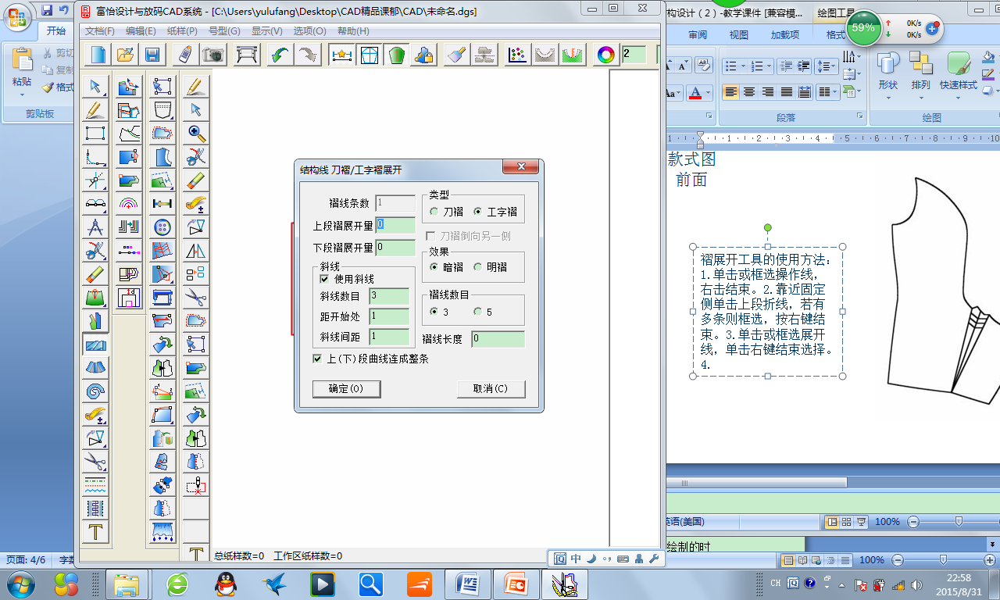 富怡设计与放码CAD系统 - [C:\Users\yulufang\Desktop\CAD精品课郁\CAD\未命名.dgs]
文档(F) 编辑(E) 纸样(P) 号型(G) 显示(V) 选项(O) 帮助(H)
2
开始
剪切
复制
粘贴
格式
剪贴板
构设计(2) -教学课件 [兼容模...
绘图工具
59%
0K/s
0K/s
审阅 视图 加载项 格式
形状 排列 快速样式
段落 绘图
款式图
前面
褶展开工具的使用方法：
1.单击或框选操作线，
右击结束。2.靠近固定
侧单击上段折线，若有
多条则框选，按右键结
束。3.单击或框选展开
线，单击右键结束选择。
4.
结构线 刀褶/工字褶展开
褶线条数 1
上段褶展开量 0
下段褶展开量 0
斜线
使用斜线
斜线数目 3
距开始处 1
斜线间距 1
上(下)段曲线连成整条
类型
刀褶 工字褶
刀褶倒向另一侧
效果
暗褶 明褶
褶线数目
3 5
褶线长度 0
确定(O) 取消(C)
总纸样数=0 工作区纸样数=0
英语(美国)
100%
绘制的时
页面: 4/6 字数
100%
中
CH
22:58
2015/8/31